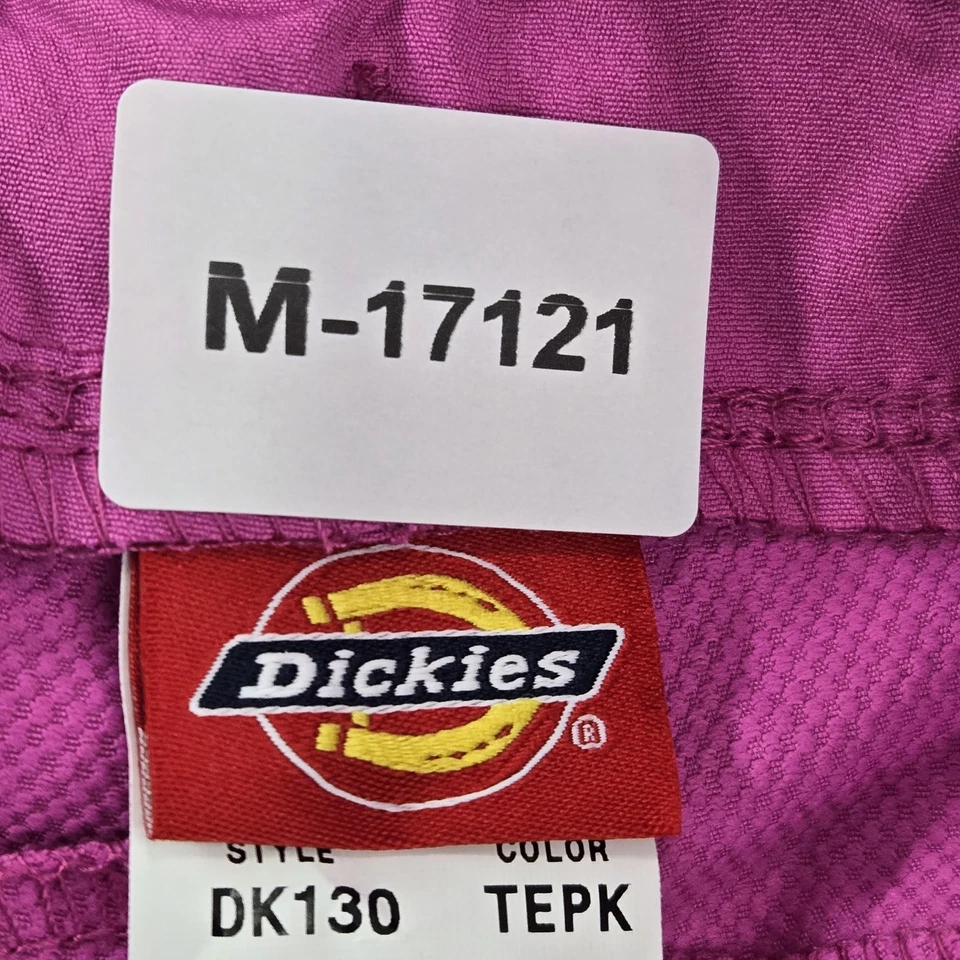 M-17121
Dickies
®
STYLE COLOR
DK130 TEPK